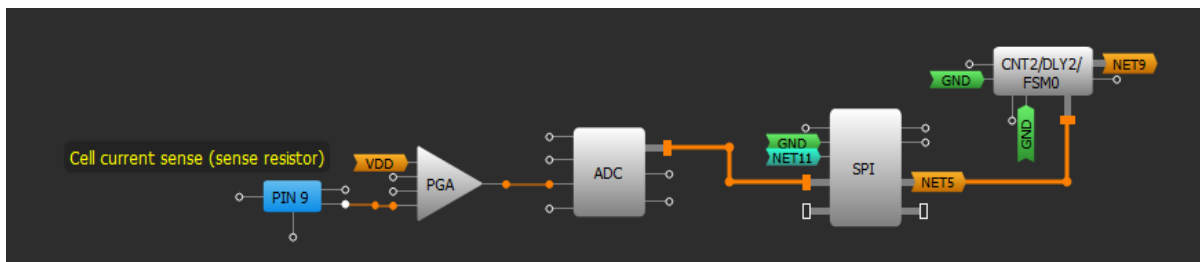 Cell current sense (sense resistor)
PIN 9
VDD
PGA
ADC
GND
NET11
SPI
NET5
GND
CNT2/DLY2/
FSM0
GND
NET9